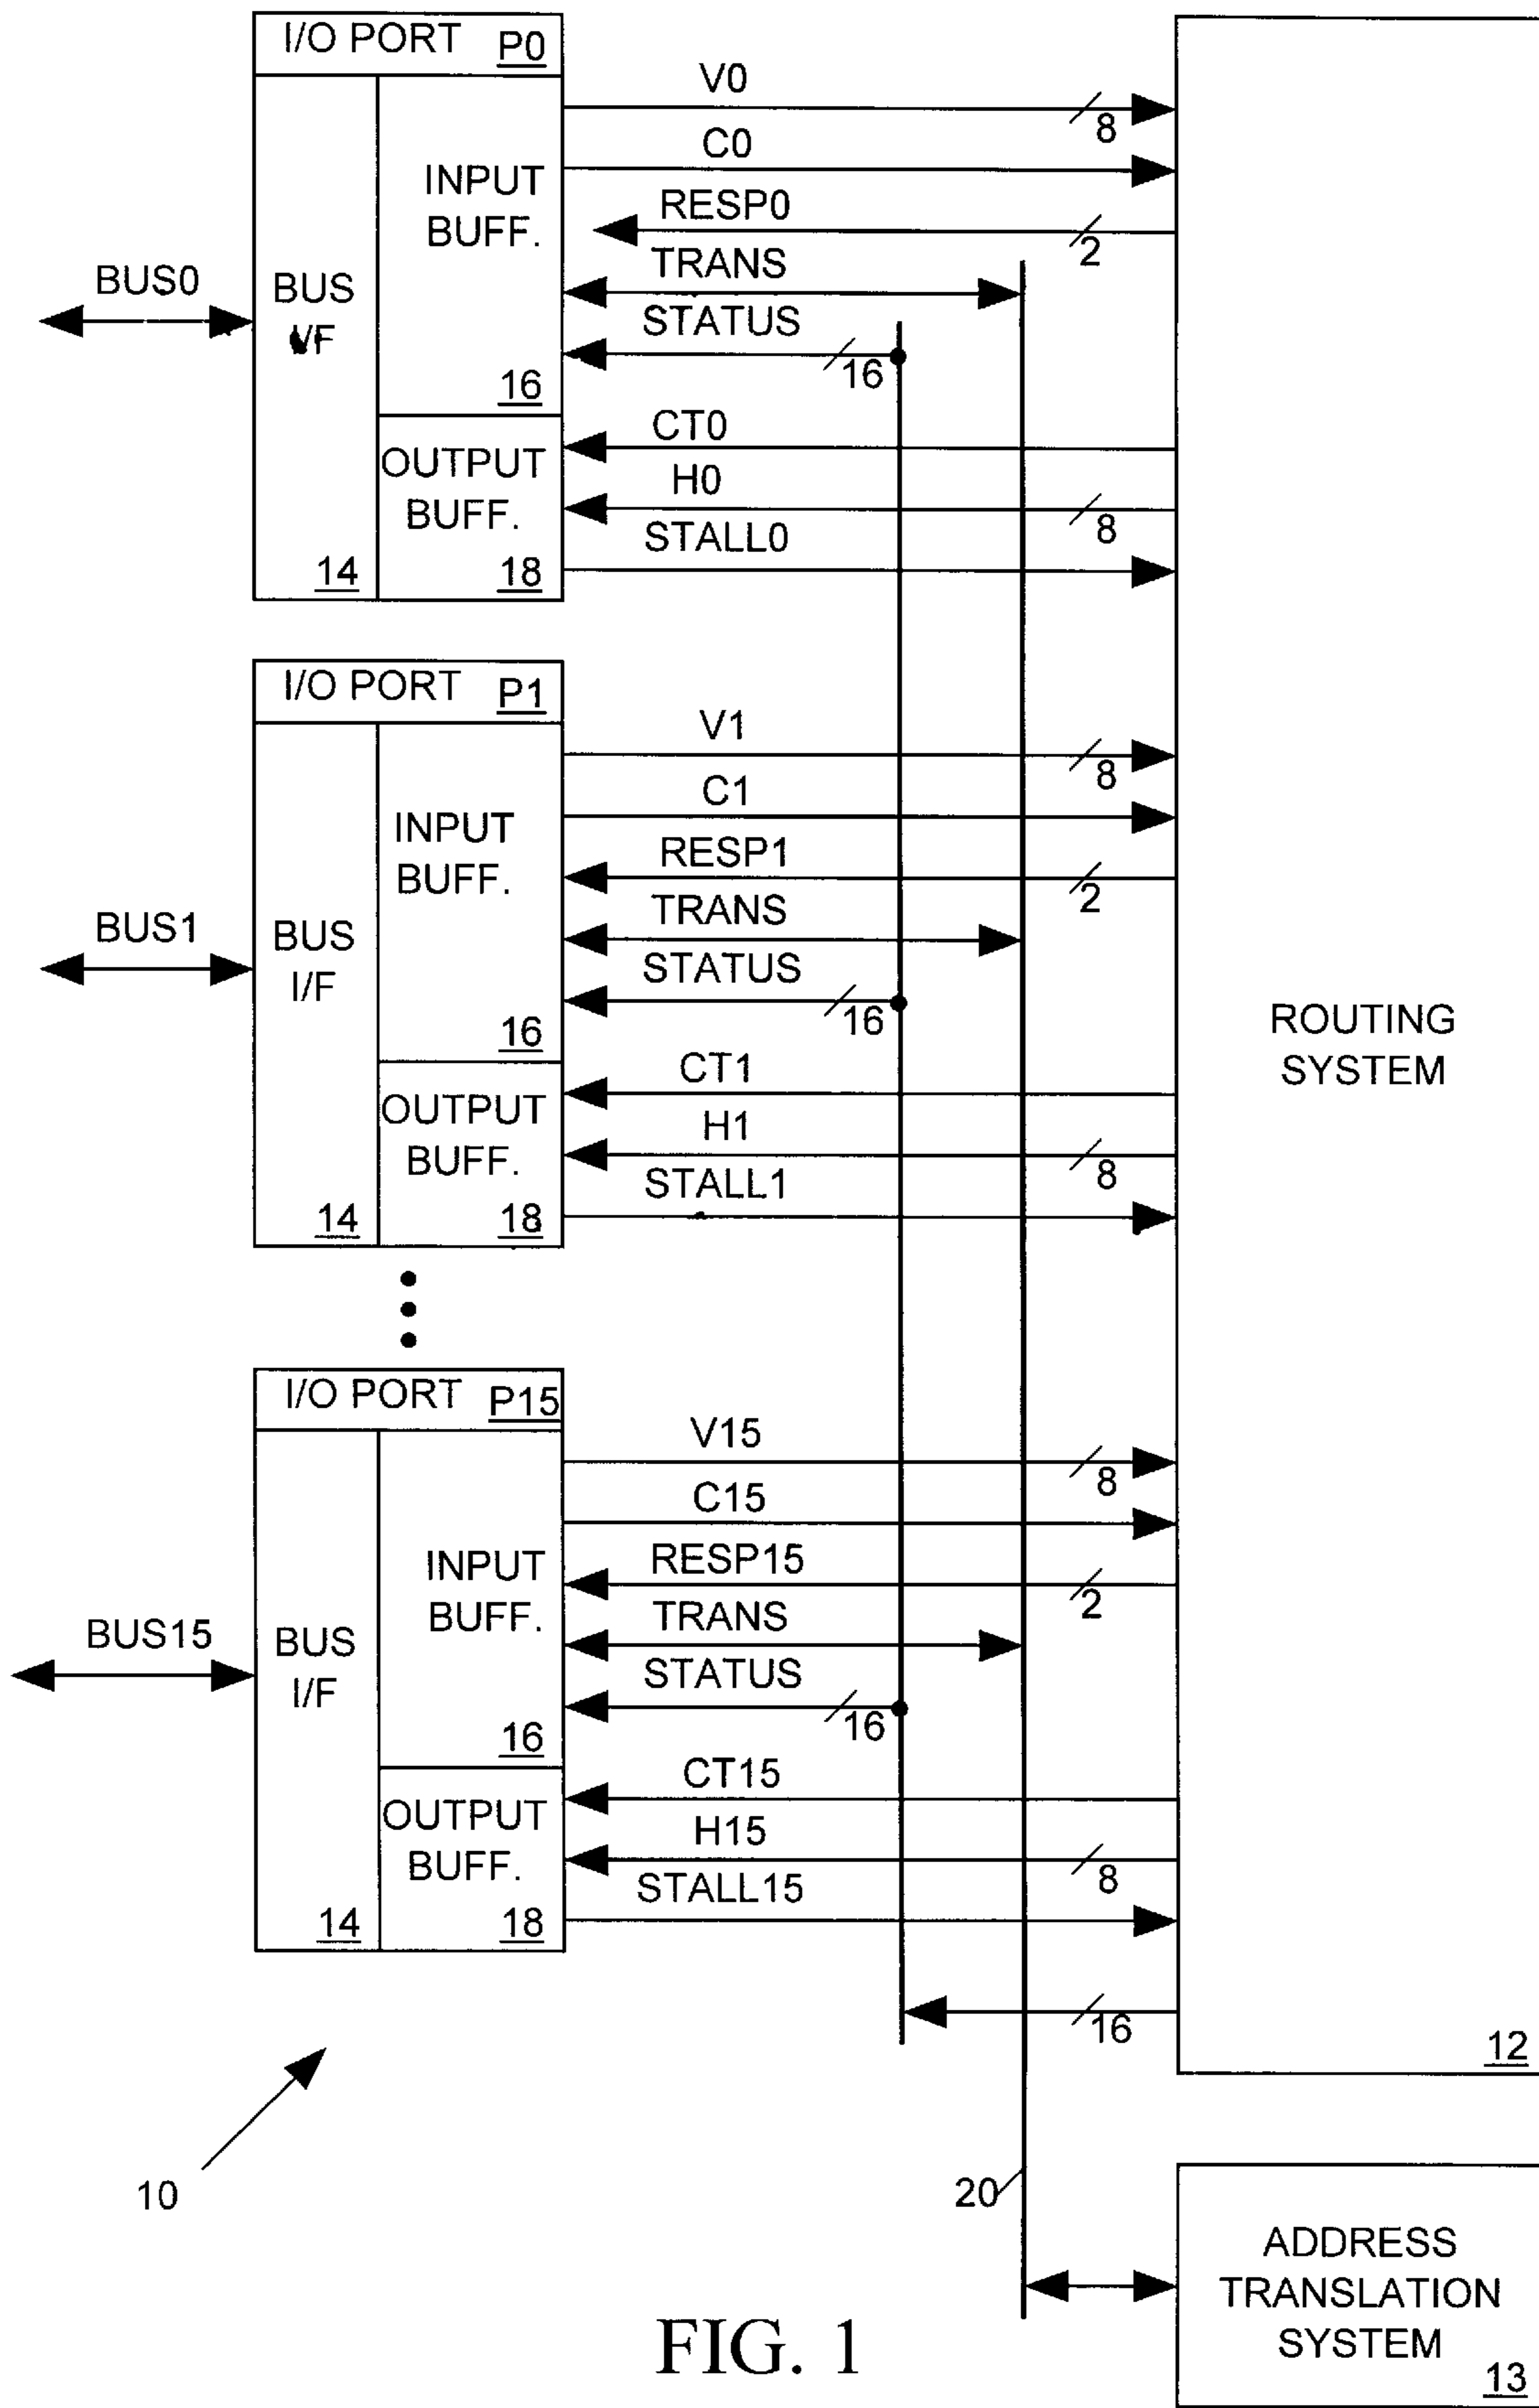 I/O PORT P0
V0
8
C0
INPUT
BUFF.
RESP0
2
TRANS
BUS0
BUS
I/F
STATUS
16
16
CT0
OUTPUT
BUFF.
H0
8
STALL0
14
18
I/O PORT P1
V1
8
C1
INPUT
BUFF.
RESP1
2
TRANS
BUS1
BUS
I/F
STATUS
16
16
ROUTING
SYSTEM
CT1
OUTPUT
BUFF.
H1
8
STALL1
14
18
I/O PORT P15
V15
8
C15
INPUT
BUFF.
RESP15
2
TRANS
BUS15
BUS
I/F
STATUS
16
16
CT15
OUTPUT
BUFF.
H15
8
STALL15
14
18
16
12
10
20
ADDRESS
TRANSLATION
SYSTEM
13
FIG. 1